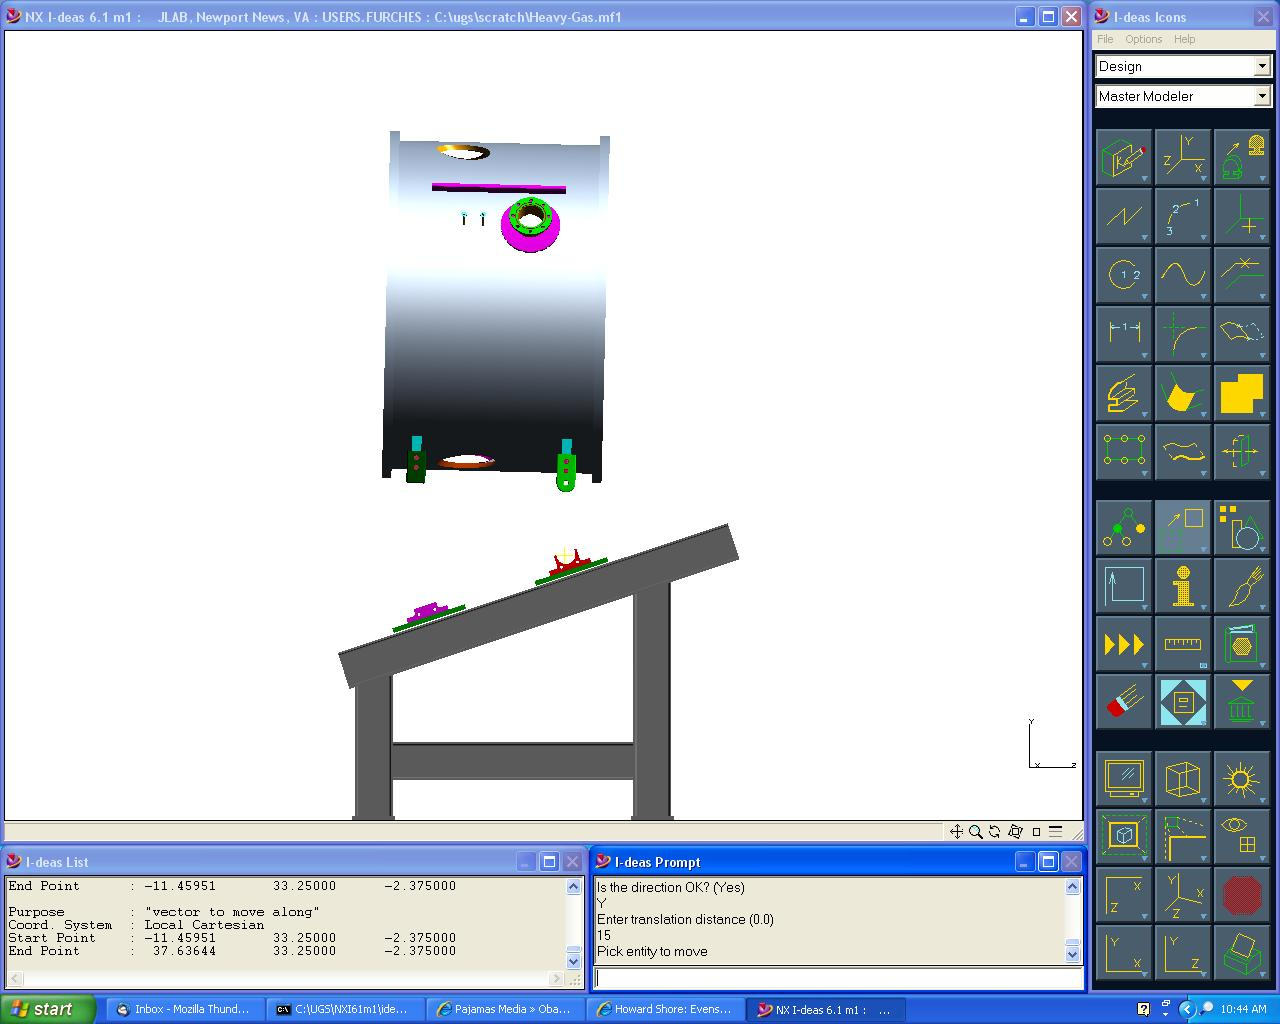 NX I-deas 6.1 m1 :    JLAB, Newport News, VA : USERS.FURCHES : C:\ugs\scratch\Heavy-Gas.mf1
I-deas Icons
File Options Help
Design
Master Modeler
Y
X
Z
I-deas List
End Point : -11.45951 33.25000 -2.375000
Purpose : "vector to move along"
Coord. System : Local Cartesian
Start Point : -11.45951 33.25000 -2.375000
End Point : 37.63644 33.25000 -2.375000
I-deas Prompt
Is the direction OK? (Yes)
Y
Enter translation distance (0.0)
15
Pick entity to move
start
Inbox - Mozilla Thund...
C:\UGS\NXI61m1\ide...
Pajamas Media » Oba...
Howard Shore: Evens...
NX I-deas 6.1 m1 : ...
10:44 AM